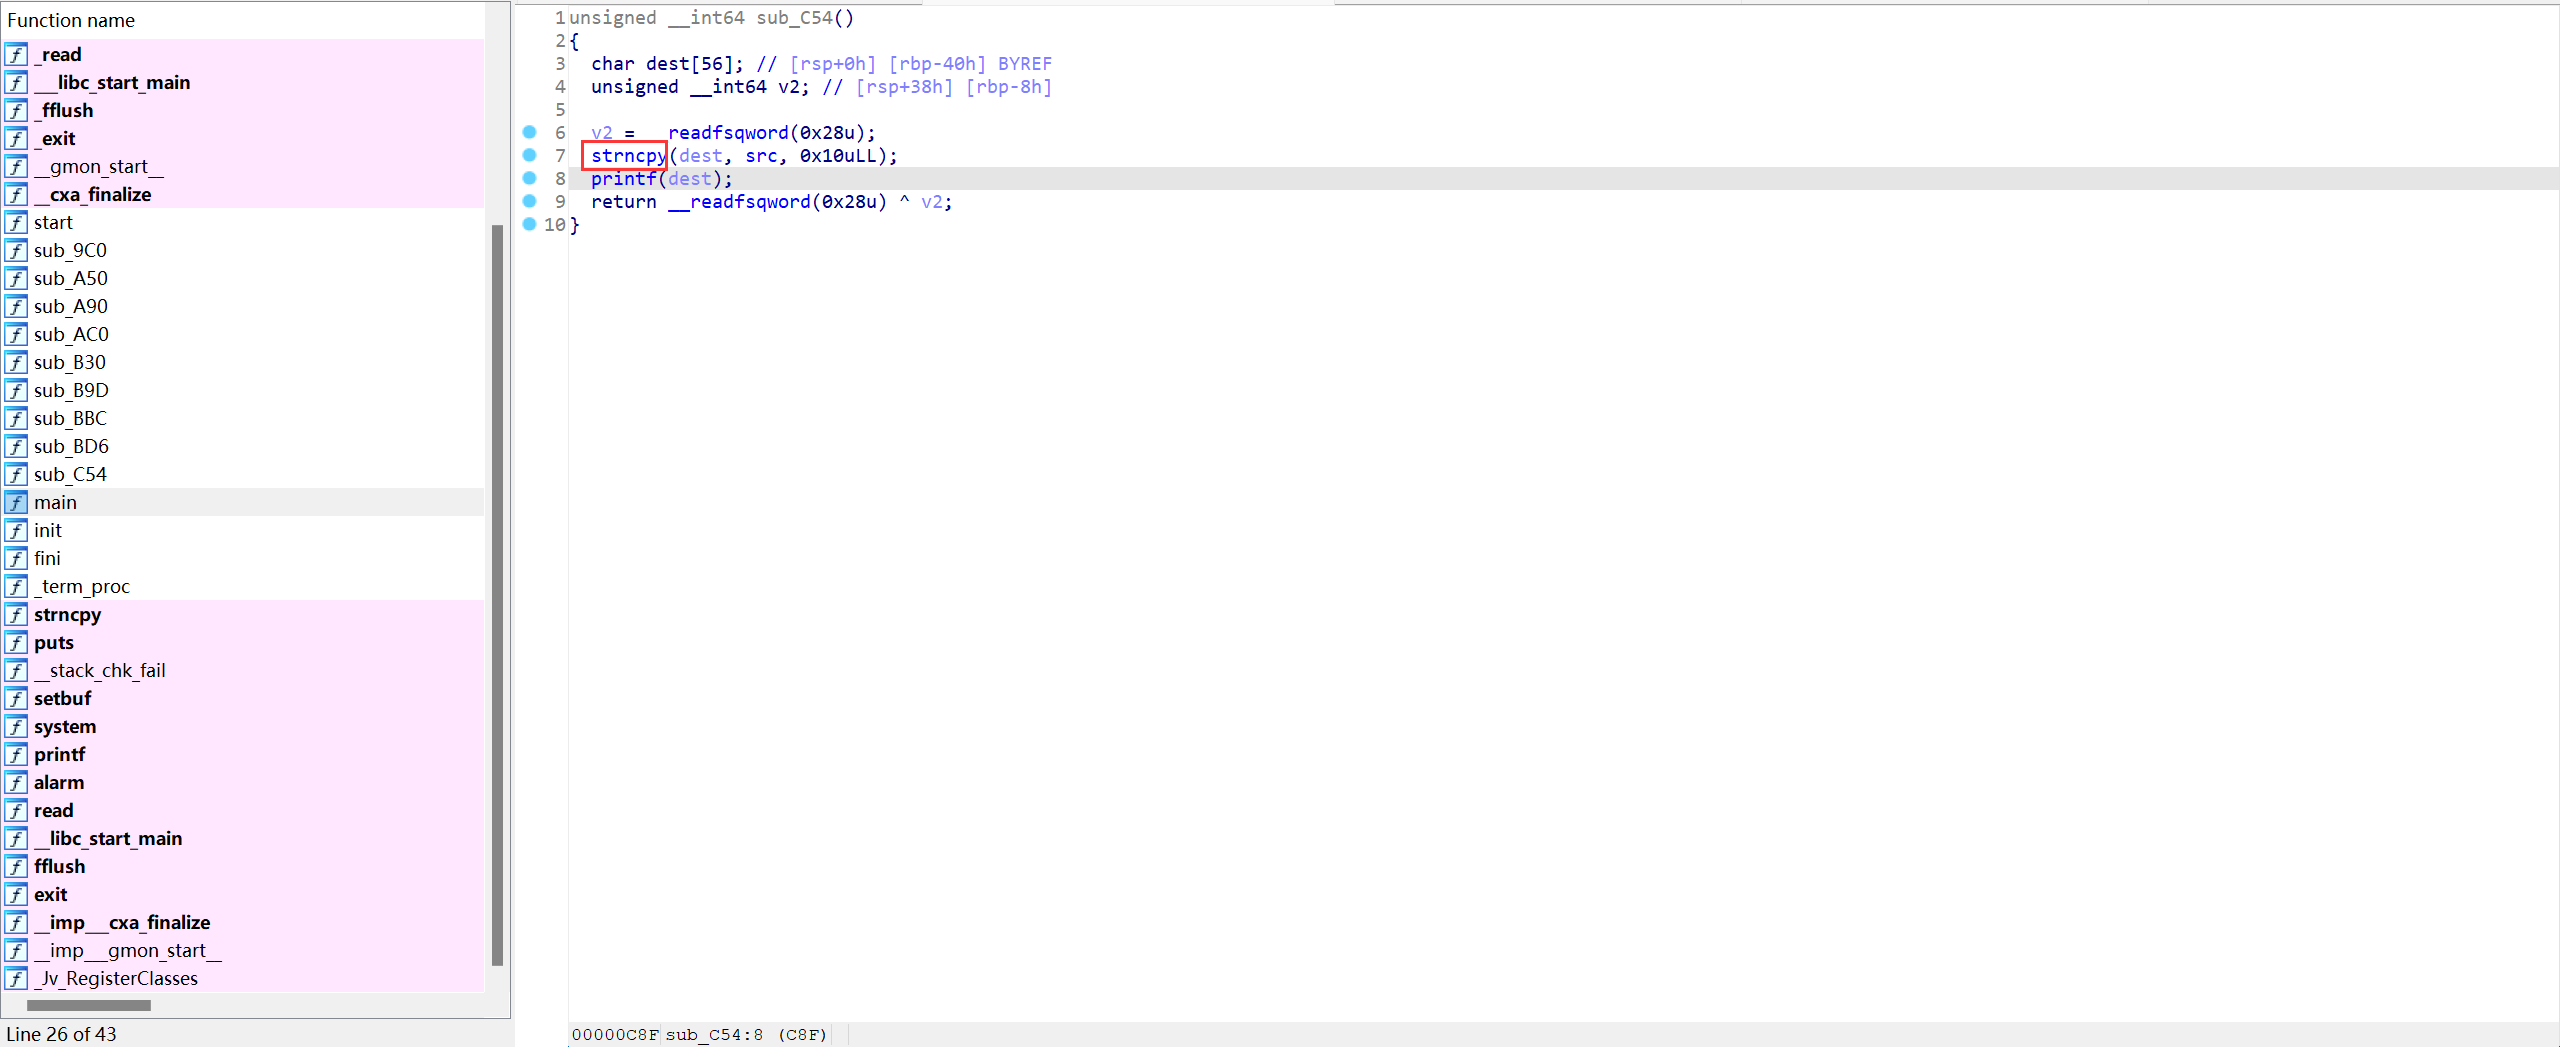 Function name
_read
___libc_start_main
_fflush
_exit
__gmon_start__
__cxa_finalize
start
sub_9C0
sub_A50
sub_A90
sub_AC0
sub_B30
sub_B9D
sub_BBC
sub_BD6
sub_C54
main
init
fini
_term_proc
strncpy
puts
__stack_chk_fail
setbuf
system
printf
alarm
read
__libc_start_main
fflush
exit
__imp___cxa_finalize
__imp___gmon_start__
_Jv_RegisterClasses
Line 26 of 43
1 unsigned __int64 sub_C54()
2 {
3 char dest[56]; // [rsp+0h] [rbp-40h] BYREF
4 unsigned __int64 v2; // [rsp+38h] [rbp-8h]
5
6 v2 = __readfsqword(0x28u);
7 strncpy(dest, src, 0x10uLL);
8 printf(dest);
9 return __readfsqword(0x28u) ^ v2;
10 }
00000C8F sub_C54:8 (C8F)